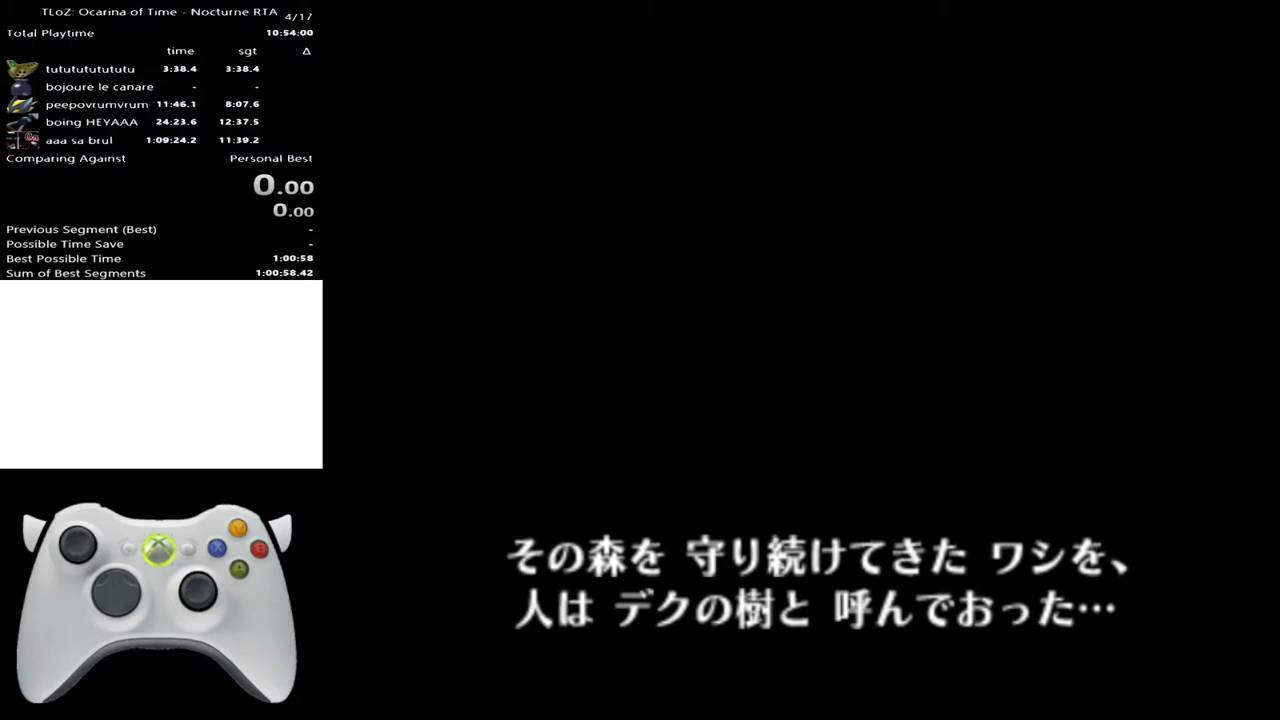 TLoZ: Ocarina of Time - Nocturne RTA
4/17
Total Playtime 10:54:00
time sgt Δ
tutututututu 3:38.4 3:38.4
bojoure le canare - -
peepovrumvrum 11:46.1 8:07.6
boing HEYAAA 24:23.6 12:37.5
aaa sa brul 1:09:24.2 11:39.2
Comparing Against Personal Best
0.00
0.00
Previous Segment (Best) -
Possible Time Save -
Best Possible Time 1:00:58
Sum of Best Segments 1:00:58.42
その森を 守り続けてきた ワシを、
人は デクの樹と 呼んでおった…